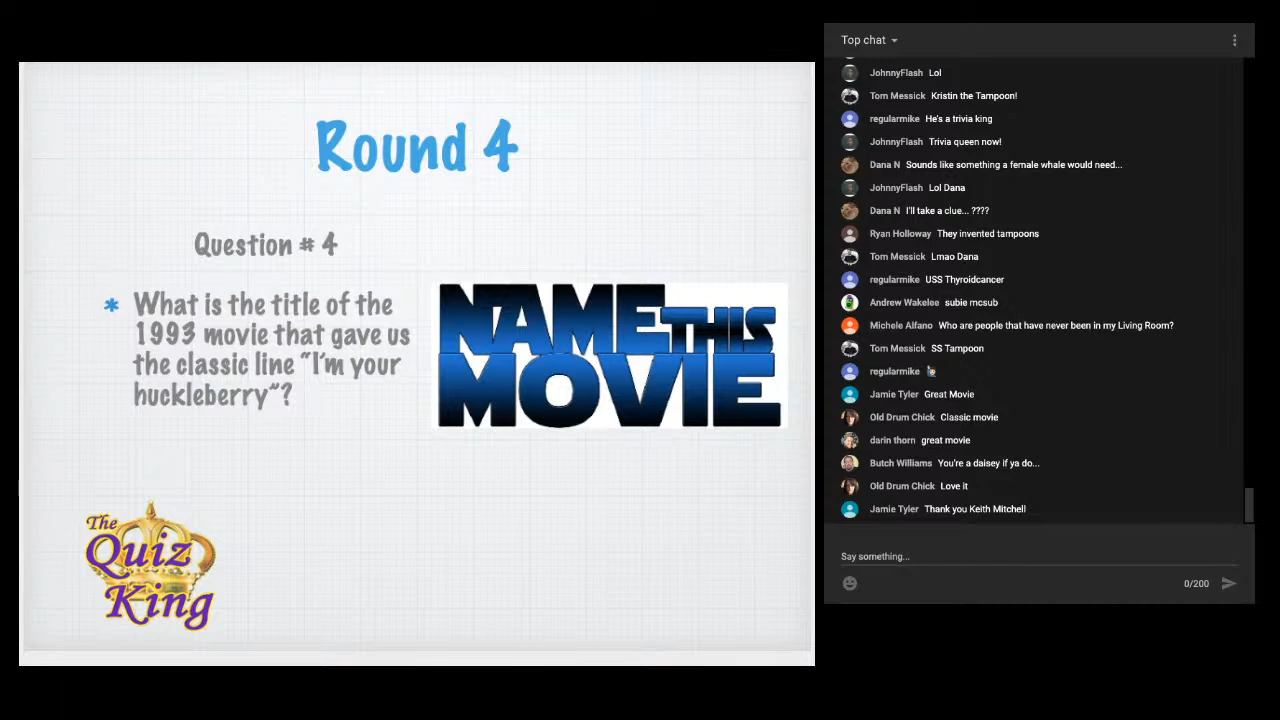 Round 4
Question # 4
What is the title of the
1993 movie that gave us
the classic line “I’m your
huckleberry”?
NAME THIS
MOVIE
The
Quiz
King
Top chat
JohnnyFlash Lol
Tom Messick Kristin the Tampoon!
regularmike He's a trivia king
JohnnyFlash Trivia queen now!
Dana N Sounds like something a female whale would need...
JohnnyFlash Lol Dana
Dana N I'll take a clue... ????
Ryan Holloway They invented tampoons
Tom Messick Lmao Dana
regularmike USS Thyroidcancer
Andrew Wakelee subie mcsub
Michele Alfano Who are people that have never been in my Living Room?
Tom Messick SS Tampoon
regularmike
Jamie Tyler Great Movie
Old Drum Chick Classic movie
darin thorn great movie
Butch Williams You're a daisey if ya do...
Old Drum Chick Love it
Jamie Tyler Thank you Keith Mitchell
Say something...
0/200